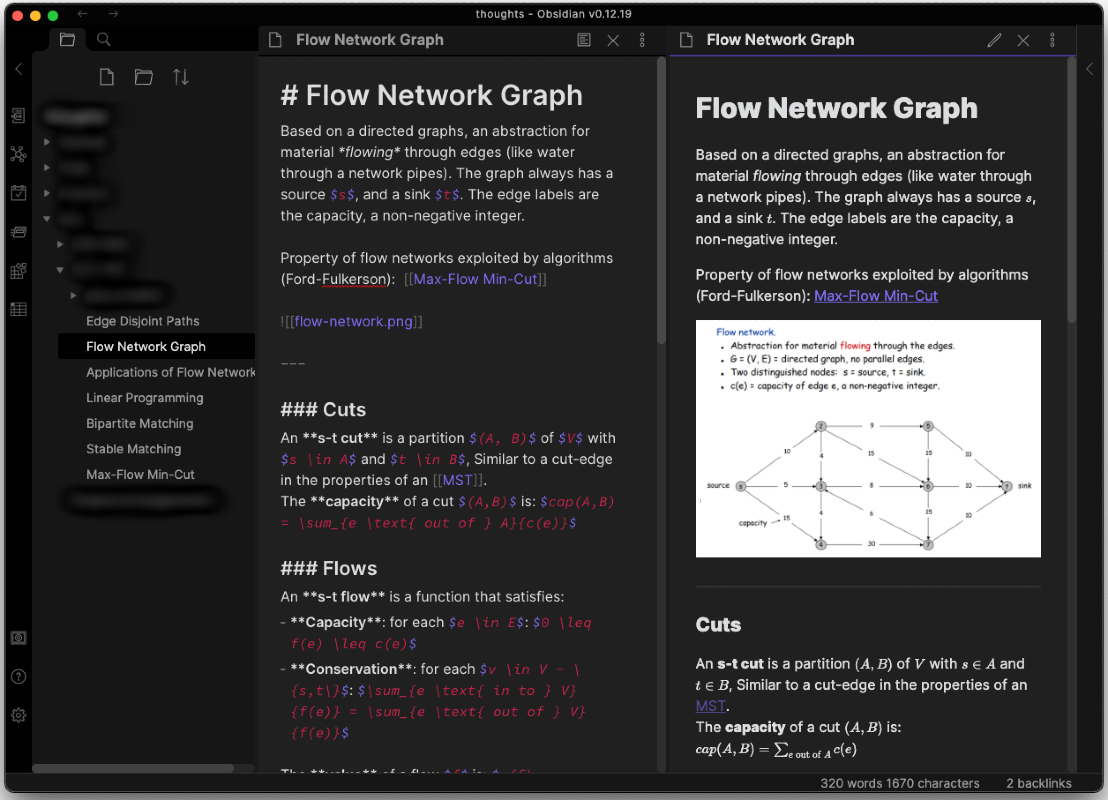 thoughts - Obsidian v0.12.19
Edge Disjoint Paths
Flow Network Graph
Applications of Flow Network
Linear Programming
Bipartite Matching
Stable Matching
Max-Flow Min-Cut
Flow Network Graph
# Flow Network Graph
Based on a directed graphs, an abstraction for
material *flowing* through edges (like water
through a network pipes). The graph always has a
source $s$, and a sink $t$. The edge labels are
the capacity, a non-negative integer.
Property of flow networks exploited by algorithms
(Ford-Fulkerson): [[Max-Flow Min-Cut]]
![[flow-network.png]]
---
### Cuts
An **s-t cut** is a partition $(A, B)$ of $V$ with
$s \in A$ and $t \in B$, Similar to a cut-edge
in the properties of an [[MST]].
The **capacity** of a cut $(A,B)$ is: $cap(A,B)
= \sum_{e \text{ out of } A}{c(e)}$
### Flows
An **s-t flow** is a function that satisfies:
- **Capacity**: for each $e \in E$: $0 \leq
f(e) \leq c(e)$
- **Conservation**: for each $v \in V - \
{s,t\}$: $\sum_{e \text{ in to } V}
{f(e)} = \sum_{e \text{ out of } V}
{f(e)}$
Flow Network Graph
Flow Network Graph
Based on a directed graphs, an abstraction for
material flowing through edges (like water through
a network pipes). The graph always has a source s,
and a sink t. The edge labels are the capacity, a
non-negative integer.
Property of flow networks exploited by algorithms
(Ford-Fulkerson): Max-Flow Min-Cut
Flow network.
• Abstraction for material flowing through the edges.
• G = (V, E) = directed graph, no parallel edges.
• Two distinguished nodes: s = source, t = sink.
• c(e) = capacity of edge e, a non-negative integer.
2 9 5
10 4 15 15 10
source s 5 3 8 6 10 t sink
capacity 15 4 6 15 10
4 30 7
Cuts
An s-t cut is a partition (A, B) of V with s ∈ A and
t ∈ B, Similar to a cut-edge in the properties of an
MST.
The capacity of a cut (A, B) is:
cap(A, B) = ∑e out of A c(e)
320 words 1670 characters 2 backlinks